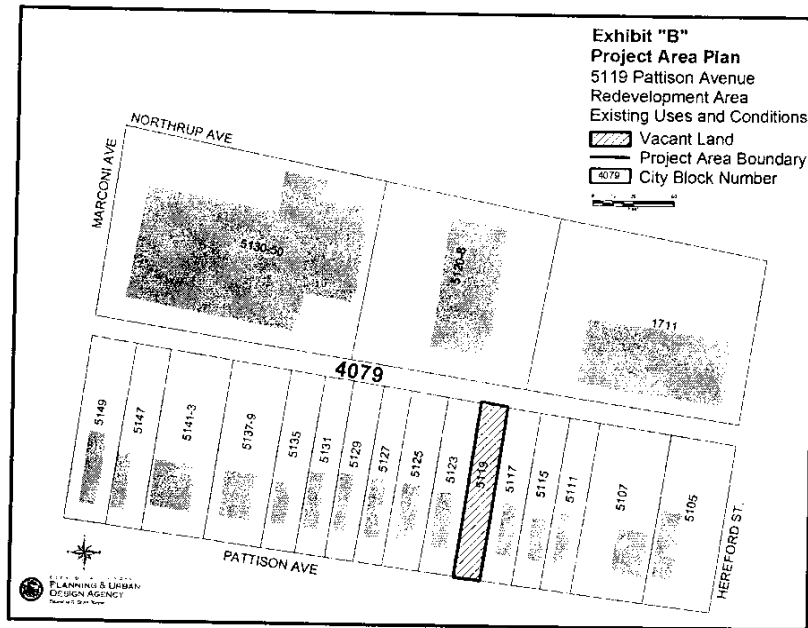 Exhibit "B"
Project Area Plan
5119 Pattison Avenue
Redevelopment Area
Existing Uses and Conditions
Vacant Land
Project Area Boundary
4079 City Block Number
NORTHRUP AVE
MARCONI AVE
5130-50
5120-8
1711
4079
5149
5147
5141-3
5137-9
5135
5131
5129
5127
5125
5123
5119
5117
5115
5111
5107
5105
HEREFORD ST.
PATTISON AVE
PLANNING & URBAN
DESIGN AGENCY